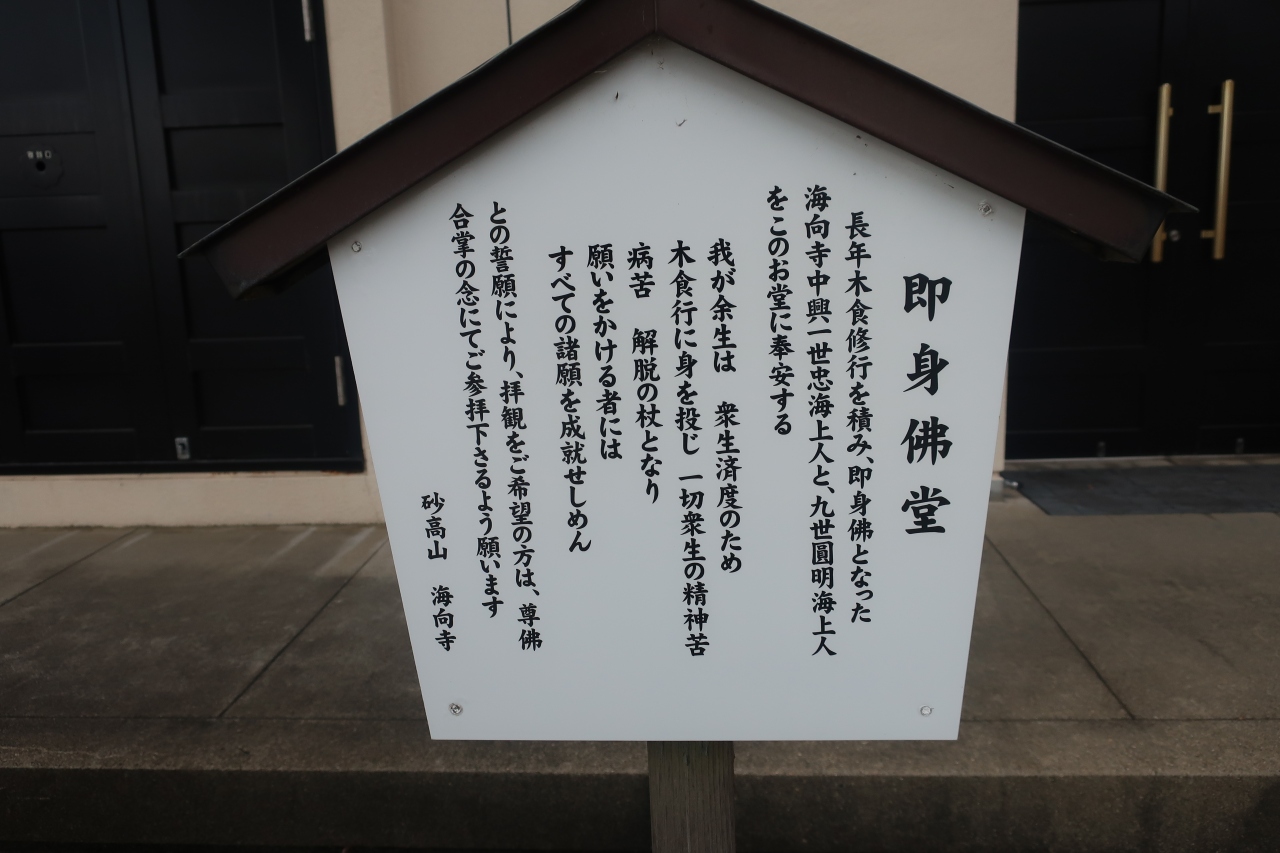 即身佛堂
長年木食修行を積み、即身佛となった
海向寺中興一世忠海上人と、九世圓明海上人
をこのお堂に奉安する
我が余生は　衆生済度のため
木食行に身を投じ　一切衆生の精神苦
病苦　解脱の杖となり
願いをかける者には
すべての諸願を成就せしめん
との誓願により、拝観をご希望の方は、尊佛
合掌の念にてご参拝下さるよう願います
砂高山　海向寺